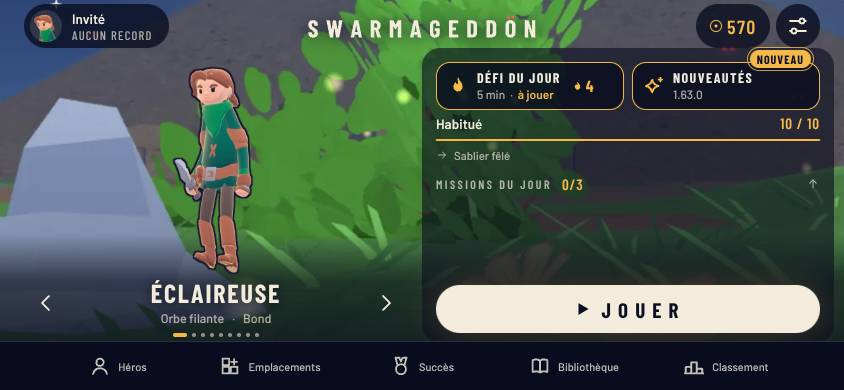 Invité
AUCUN RECORD
SWARMAGEDDÖN
570
NOUVEAU
DÉFI DU JOUR
5 min · à jouer
4
NOUVEAUTÉS
1.63.0
Habitué
10 / 10
→ Sablier fêlé
MISSIONS DU JOUR 0/3
ÉCLAIREUSE
Orbe filante · Bond
JOUER
Héros
Emplacements
Succès
Bibliothèque
Classement